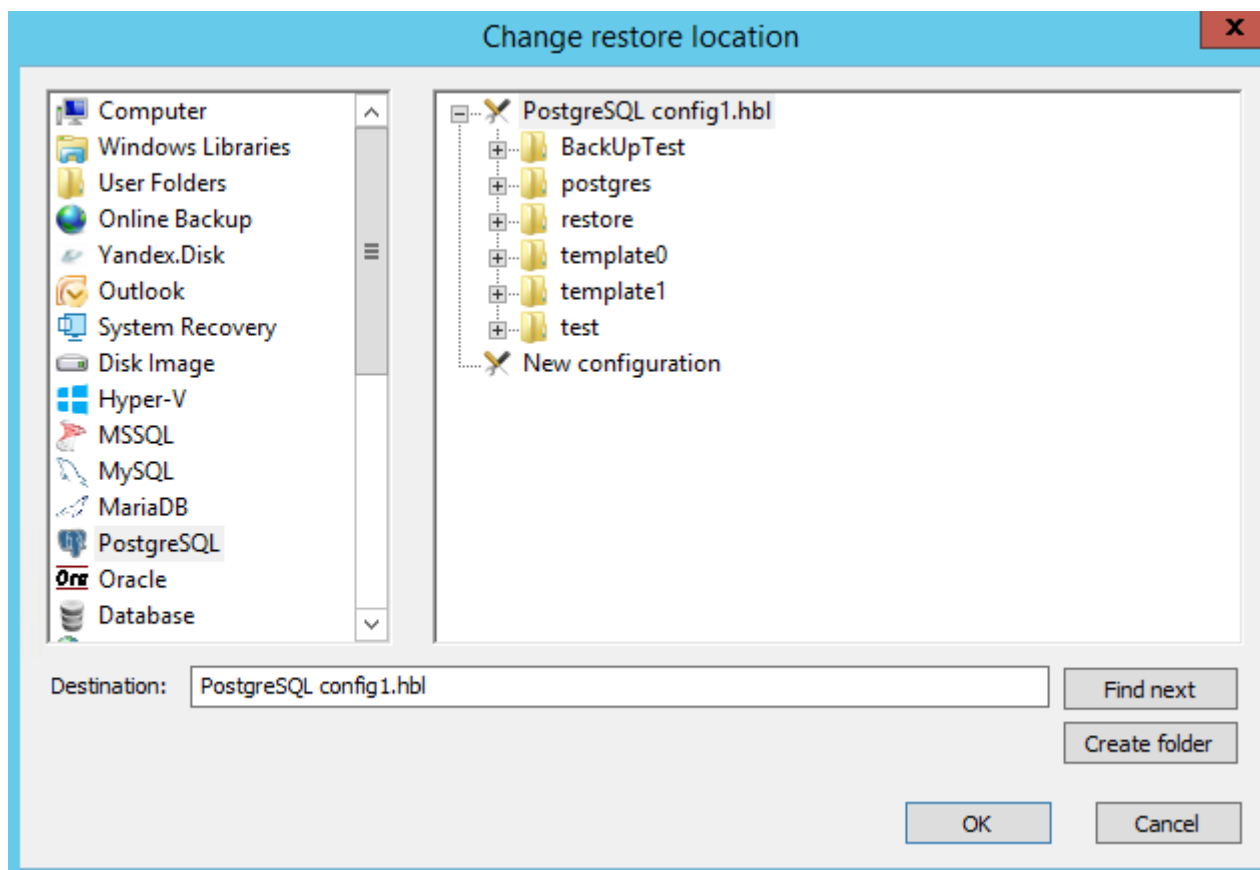 Change restore location
x
Computer
Windows Libraries
User Folders
Online Backup
Yandex.Disk
Outlook
System Recovery
Disk Image
Hyper-V
MSSQL
MySQL
MariaDB
PostgreSQL
Ora Oracle
Database
PostgreSQL config1.hbl
BackUpTest
postgres
restore
template0
template1
test
New configuration
Destination: PostgreSQL config1.hbl
Find next
Create folder
OK Cancel